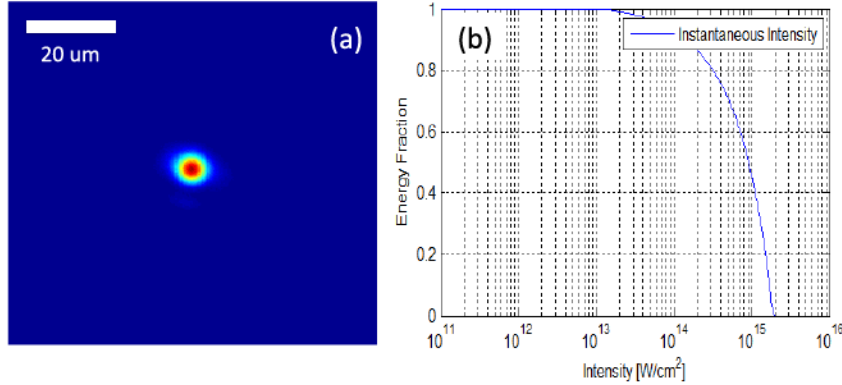 (a)
20 um
(b)
Instantaneous Intensity
Energy Fraction
1
0.8
0.6
0.4
0.2
0
10^11
10^12
10^13
10^14
10^15
10^16
Intensity [W/cm^2]